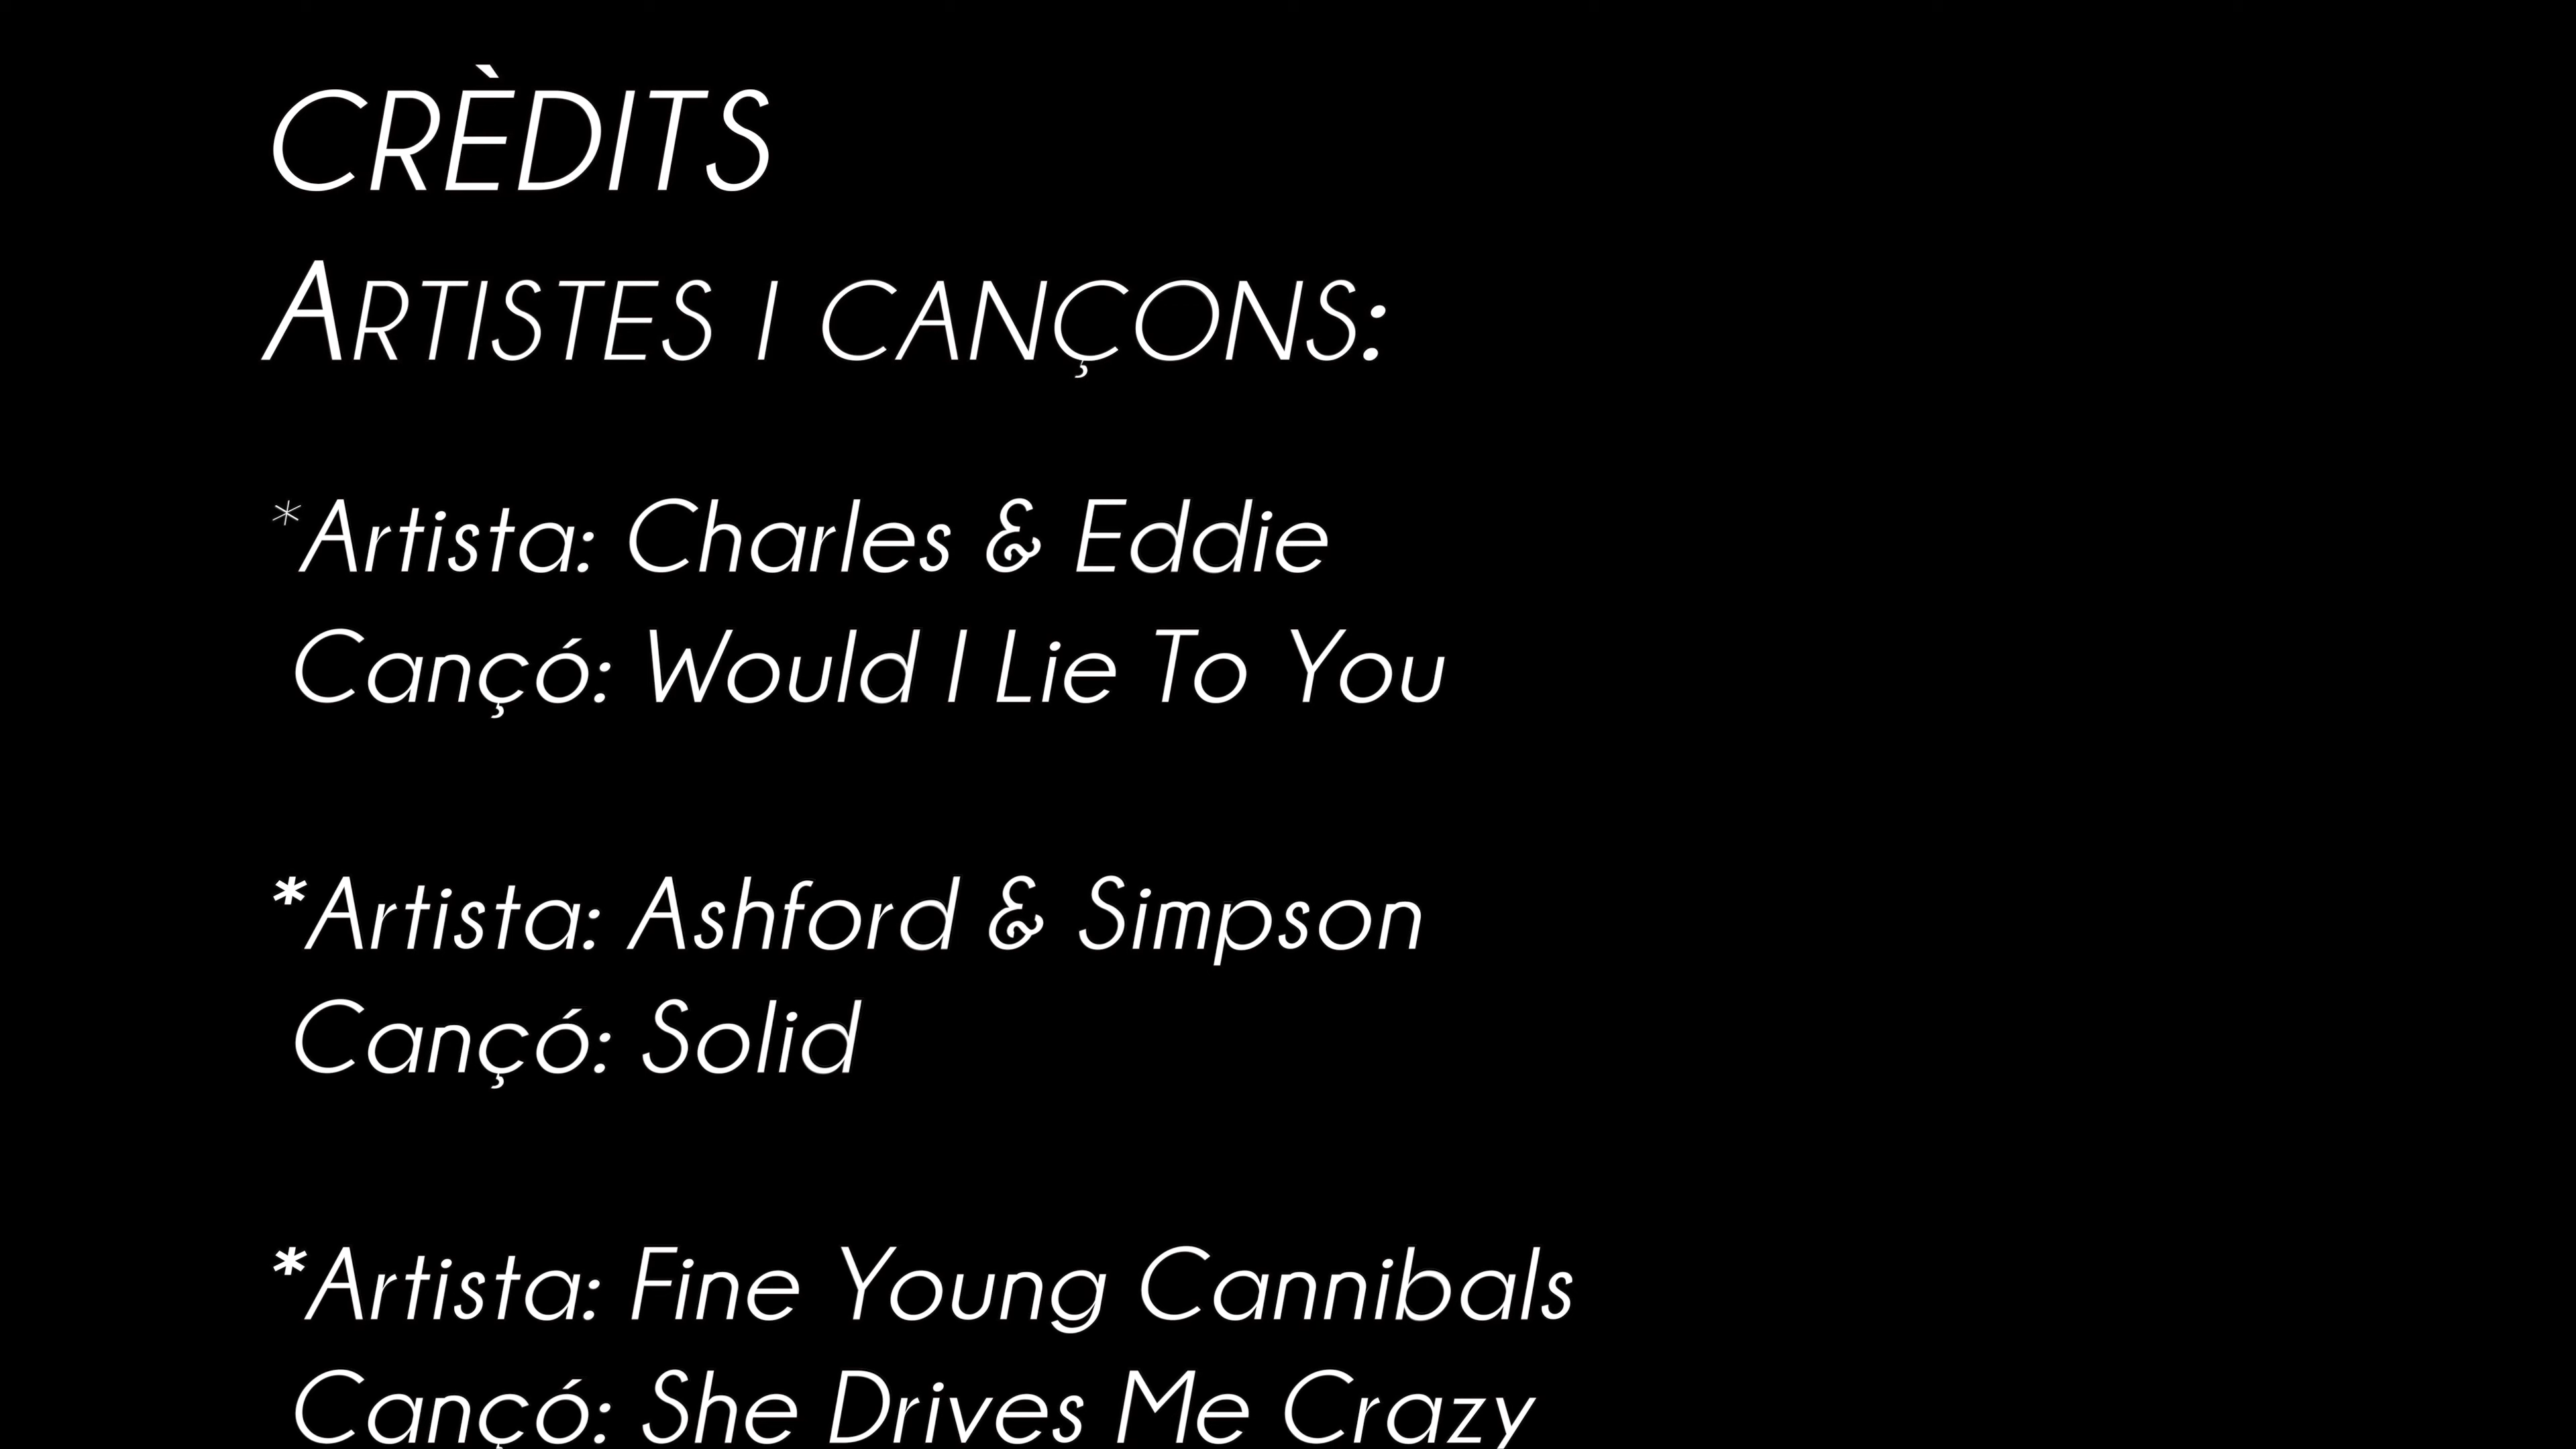 CRÈDITS
ARTISTES I CANÇONS:
*Artista: Charles & Eddie
Cançó: Would I Lie To You
*Artista: Ashford & Simpson
Cançó: Solid
*Artista: Fine Young Cannibals
Cançó: She Drives Me Crazy